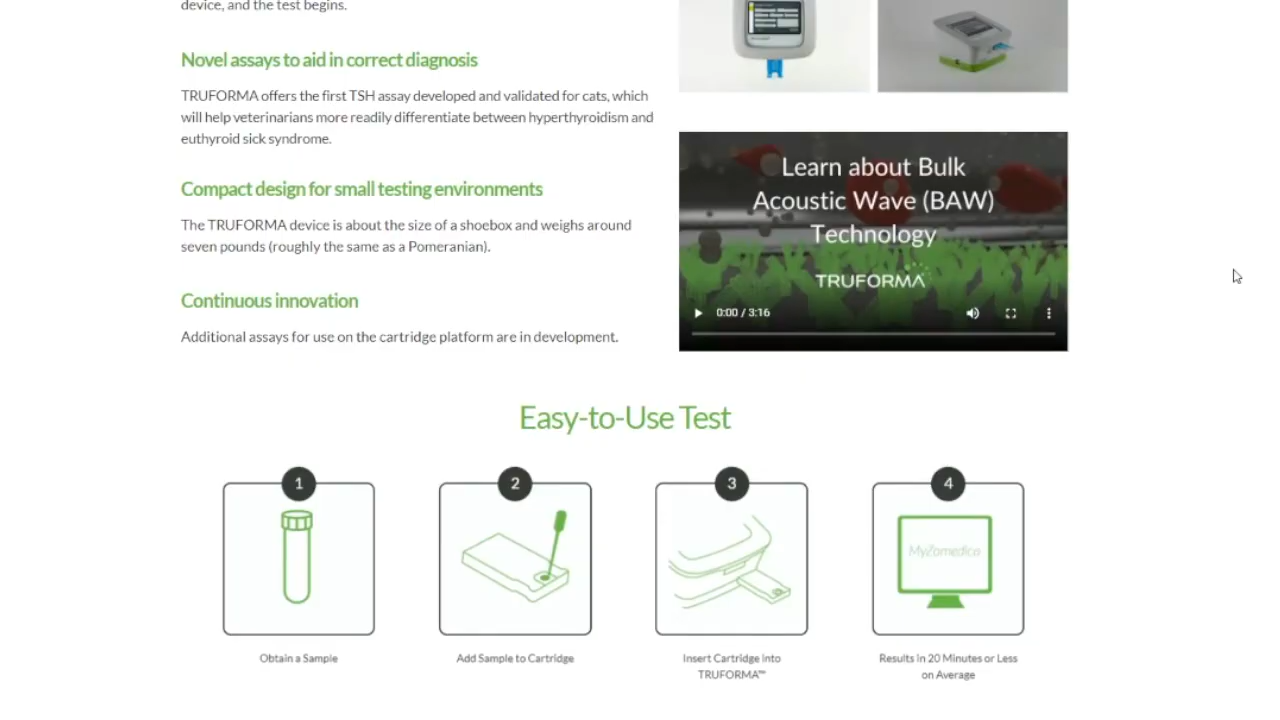 device, and the test begins.
Novel assays to aid in correct diagnosis
TRUFORMA offers the first TSH assay developed and validated for cats, which
will help veterinarians more readily differentiate between hyperthyroidism and
euthyroid sick syndrome.
Compact design for small testing environments
The TRUFORMA device is about the size of a shoebox and weighs around
seven pounds (roughly the same as a Pomeranian).
Continuous innovation
Additional assays for use on the cartridge platform are in development.
Learn about Bulk
Acoustic Wave (BAW)
Technology
TRUFORMA
0:00 / 3:16
Easy-to-Use Test
1
2
3
4
MyZomedica
Obtain a Sample
Add Sample to Cartridge
Insert Cartridge into
TRUFORMA™
Results in 20 Minutes or Less
on Average